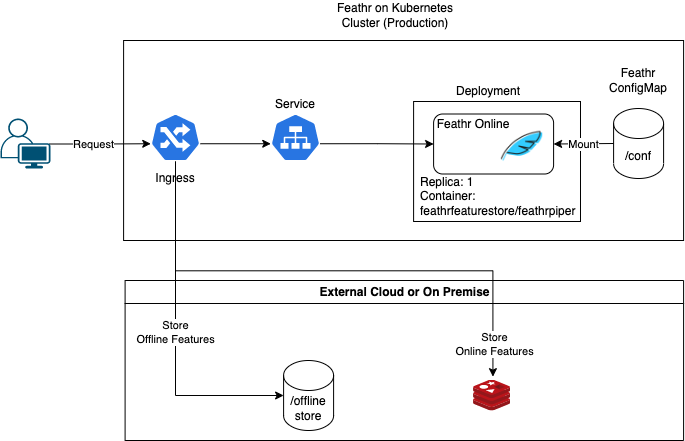 Feathr on Kubernetes
Cluster (Production)
Feathr
ConfigMap
Deployment
Service
Feathr Online
Request
Mount
/conf
Ingress
Replica: 1
Container:
feathrfeaturestore/feathrpiper
External Cloud or On Premise
Store
Offline Features
Store
Online Features
/offline
store